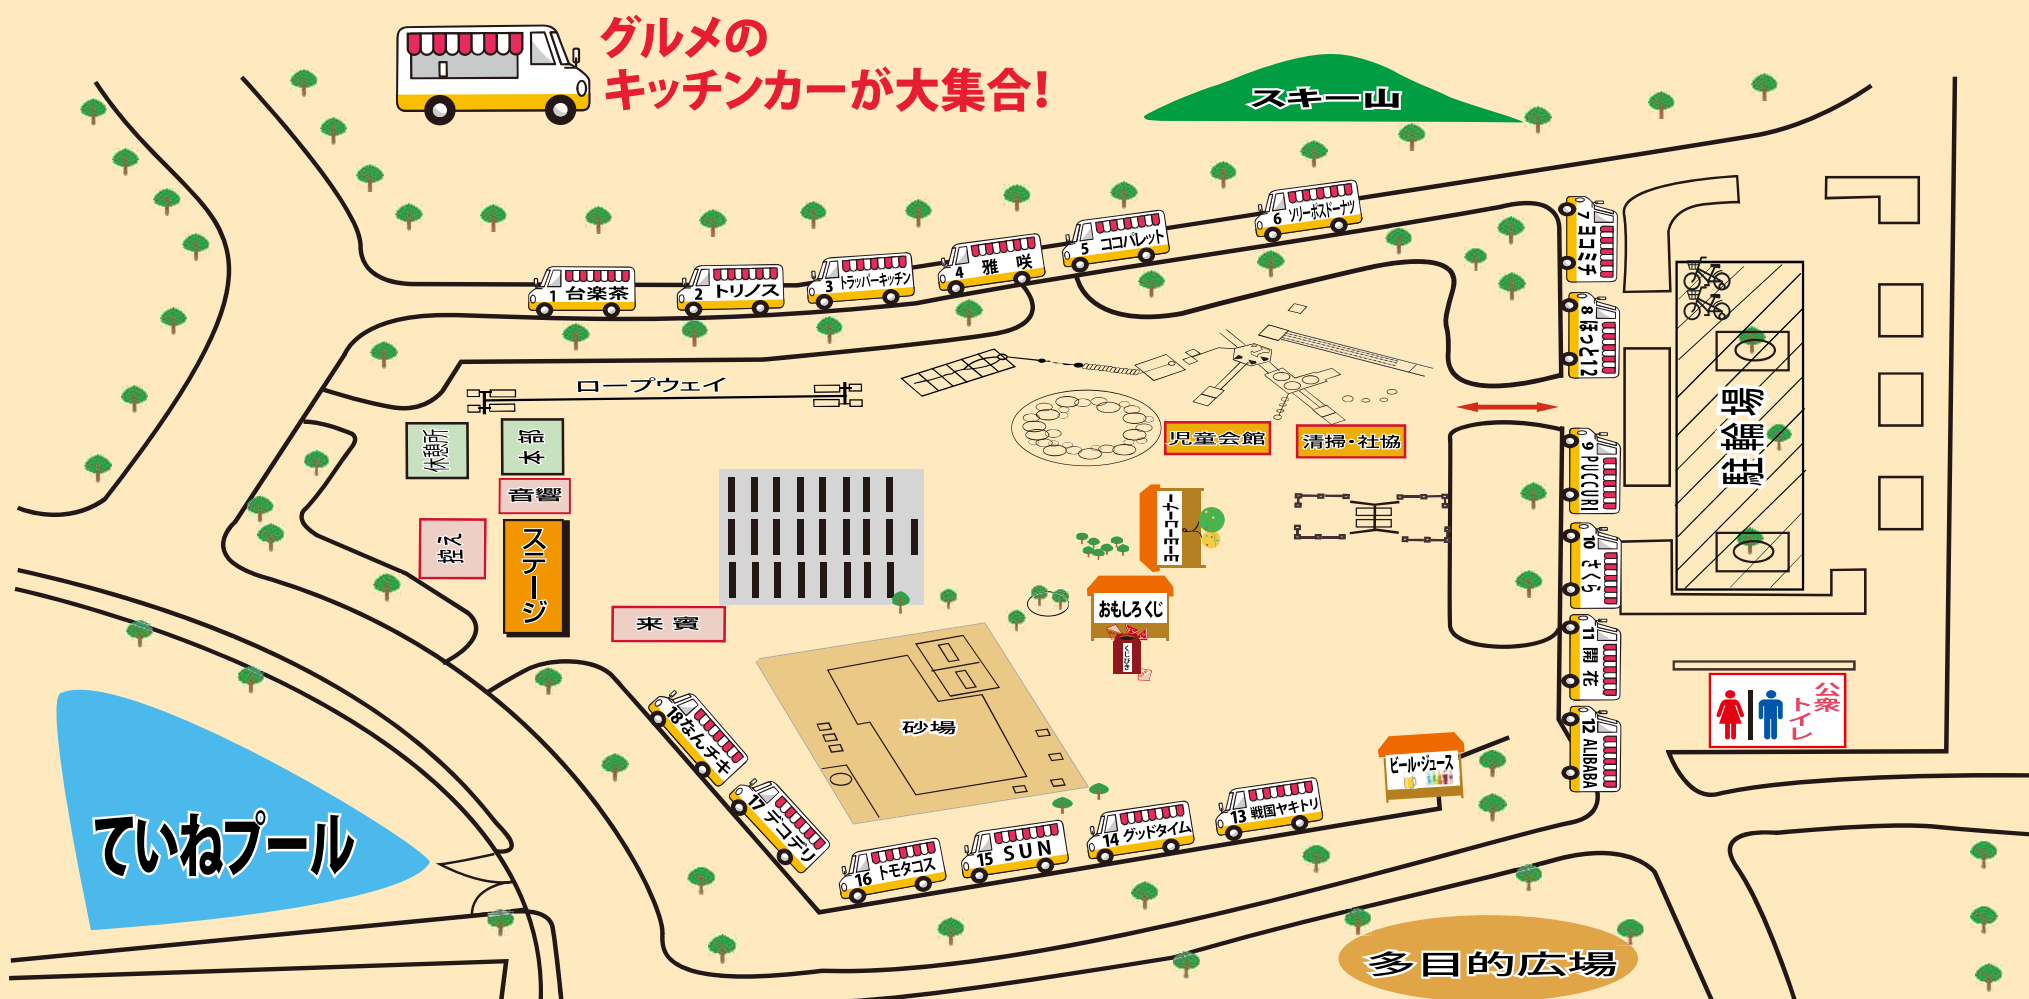 グルメの
キッチンカーが大集合!
スキー山
1 台楽茶
2 トリノス
3 トラッパーキッチン
4 雅 咲
5 ココパレット
6 ソリーポスドーナツ
7 ヨコミチ
8 ほっと12
9 PUCCURI
10 さくら
11 開 花
12 ALIBABA
ロープウェイ
休憩所
本部
音響
控え
ステージ
来 賓
児童会館
清掃・社協
ヨーヨーコーナー
おもしろくじ
くじびき
駐輪場
公衆
トイレ
砂場
18なんチキ
17 デコデリ
16 トモタコス
15 SUN
14 グッドタイム
13 戦国ヤキトリ
ビール・ジュース
ていねプール
多目的広場